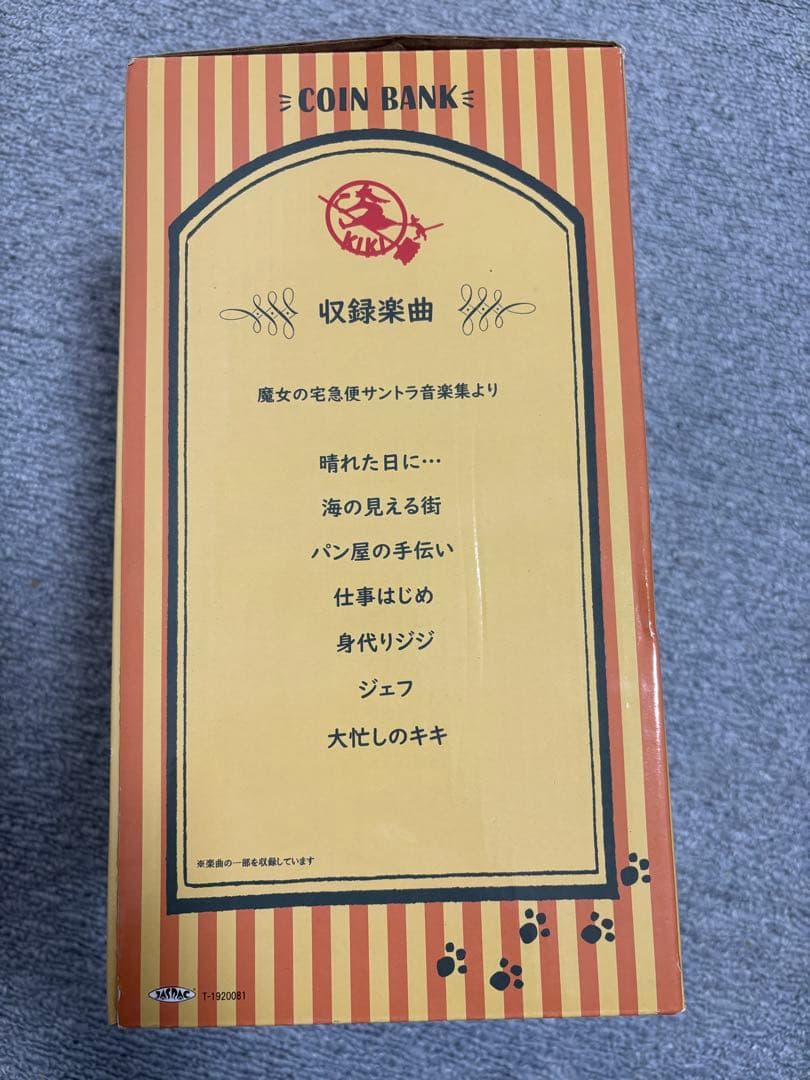 COIN BANK
KIKI
収録楽曲
魔女の宅急便サントラ音楽集より
晴れた日に…
海の見える街
パン屋の手伝い
仕事はじめ
身代りジジ
ジェフ
大忙しのキキ
※楽曲の一部を収録しています
JASRAC T-1920081